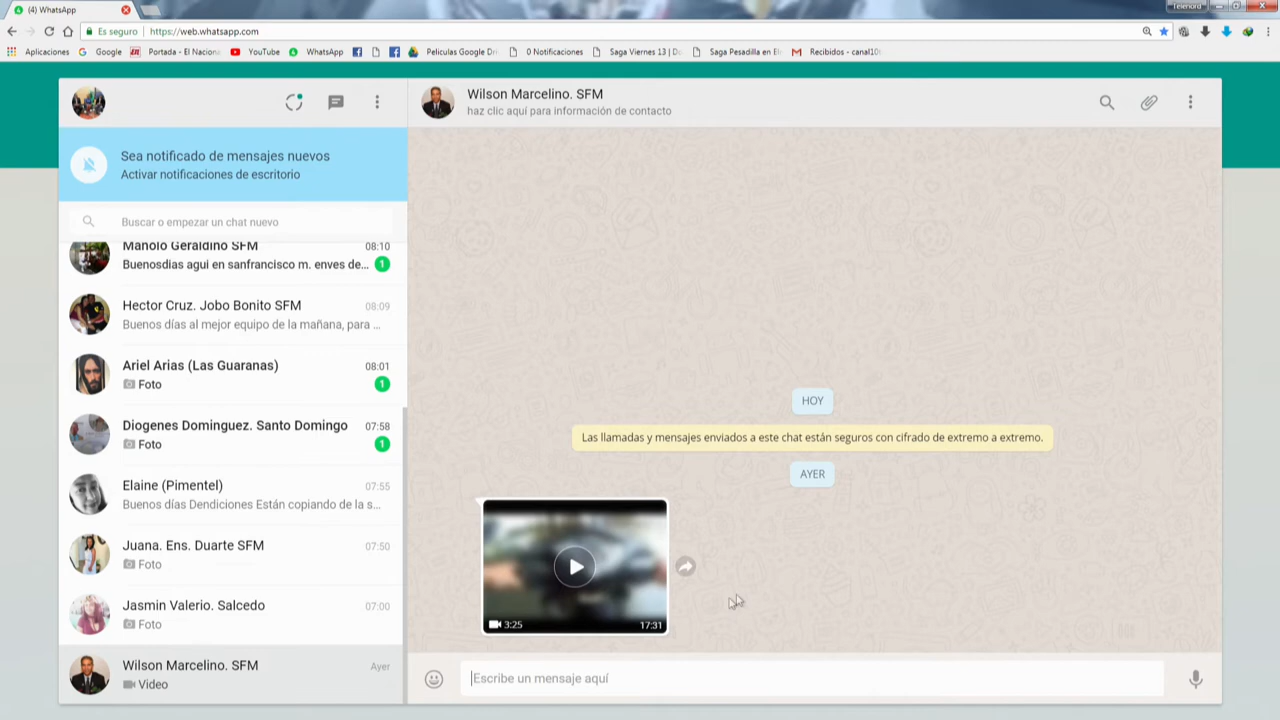 (4) WhatsApp
Telenord
Es seguro
https://web.whatsapp.com
Aplicaciones
Google
Portada - El Naciona
YouTube
WhatsApp
Peliculas Google Dri
0 Notificaciones
Saga Viernes 13 | Do
Saga Pesadilla en El
Recibidos - canal10
Wilson Marcelino. SFM
haz clic aquí para información de contacto
Sea notificado de mensajes nuevos
Activar notificaciones de escritorio
Buscar o empezar un chat nuevo
Manolo Geraldino SFM 08:10
Buenosdias agui en sanfrancisco m. enves de... 1
Hector Cruz. Jobo Bonito SFM 08:09
Buenos días al mejor equipo de la mañana, para ...
Ariel Arias (Las Guaranas) 08:01
Foto 1
Diogenes Dominguez. Santo Domingo 07:58
Foto 1
Elaine (Pimentel) 07:55
Buenos días Dendiciones Están copiando de la s...
Juana. Ens. Duarte SFM 07:50
Foto
Jasmin Valerio. Salcedo 07:00
Foto
Wilson Marcelino. SFM Ayer
Video
HOY
Las llamadas y mensajes enviados a este chat están seguros con cifrado de extremo a extremo.
AYER
3:25 17:31
Escribe un mensaje aquí